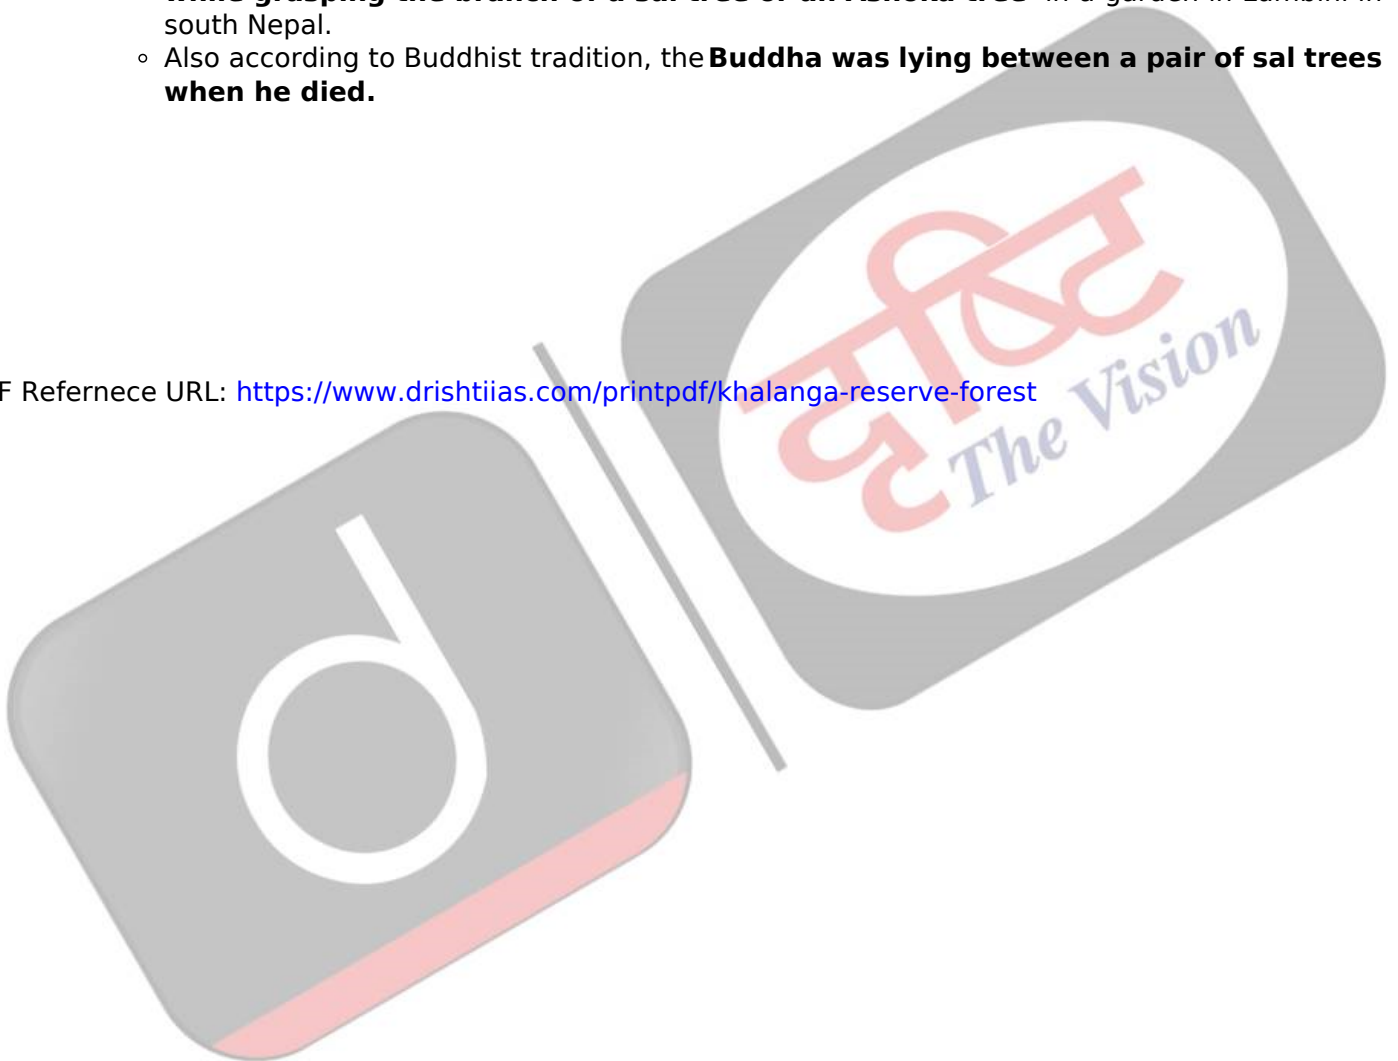 south Nepal.
Also according to Buddhist tradition, the Buddha was lying between a pair of sal trees
when he died.
F Refernece URL: https://www.drishtiias.com/printpdf/khalanga-reserve-forest
दृष्टि
The Vision
d